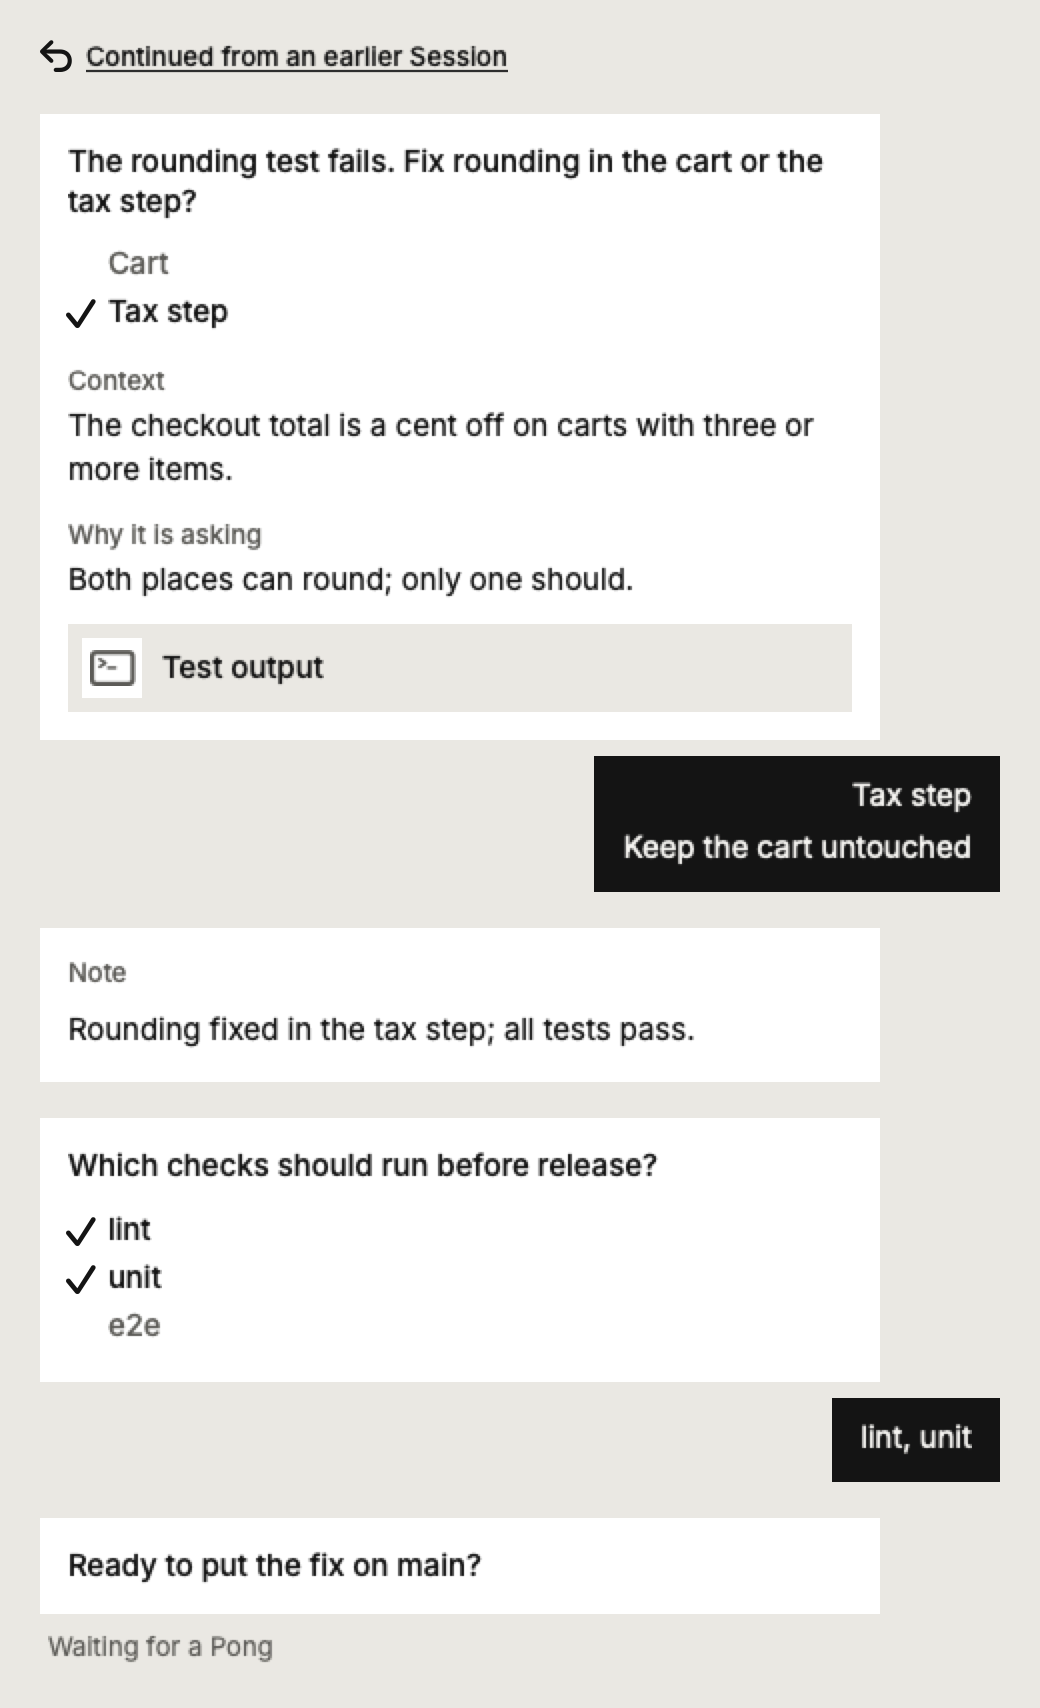 Continued from an earlier Session
The rounding test fails. Fix rounding in the cart or the
tax step?
Cart
Tax step
Context
The checkout total is a cent off on carts with three or
more items.
Why it is asking
Both places can round; only one should.
Test output
Tax step
Keep the cart untouched
Note
Rounding fixed in the tax step; all tests pass.
Which checks should run before release?
lint
unit
e2e
lint, unit
Ready to put the fix on main?
Waiting for a Pong